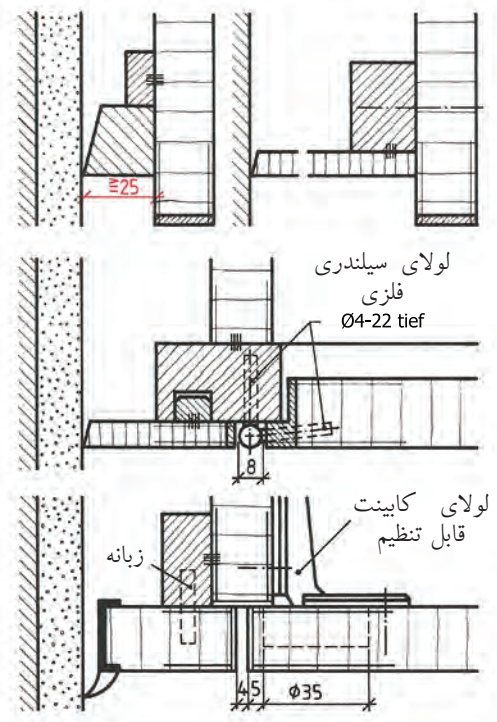 ≧25
لولای سیلندری
فلزی
Ø4-22 tief
8
لولای کابینت
قابل تنظیم
زبانه
4,5
Ø35